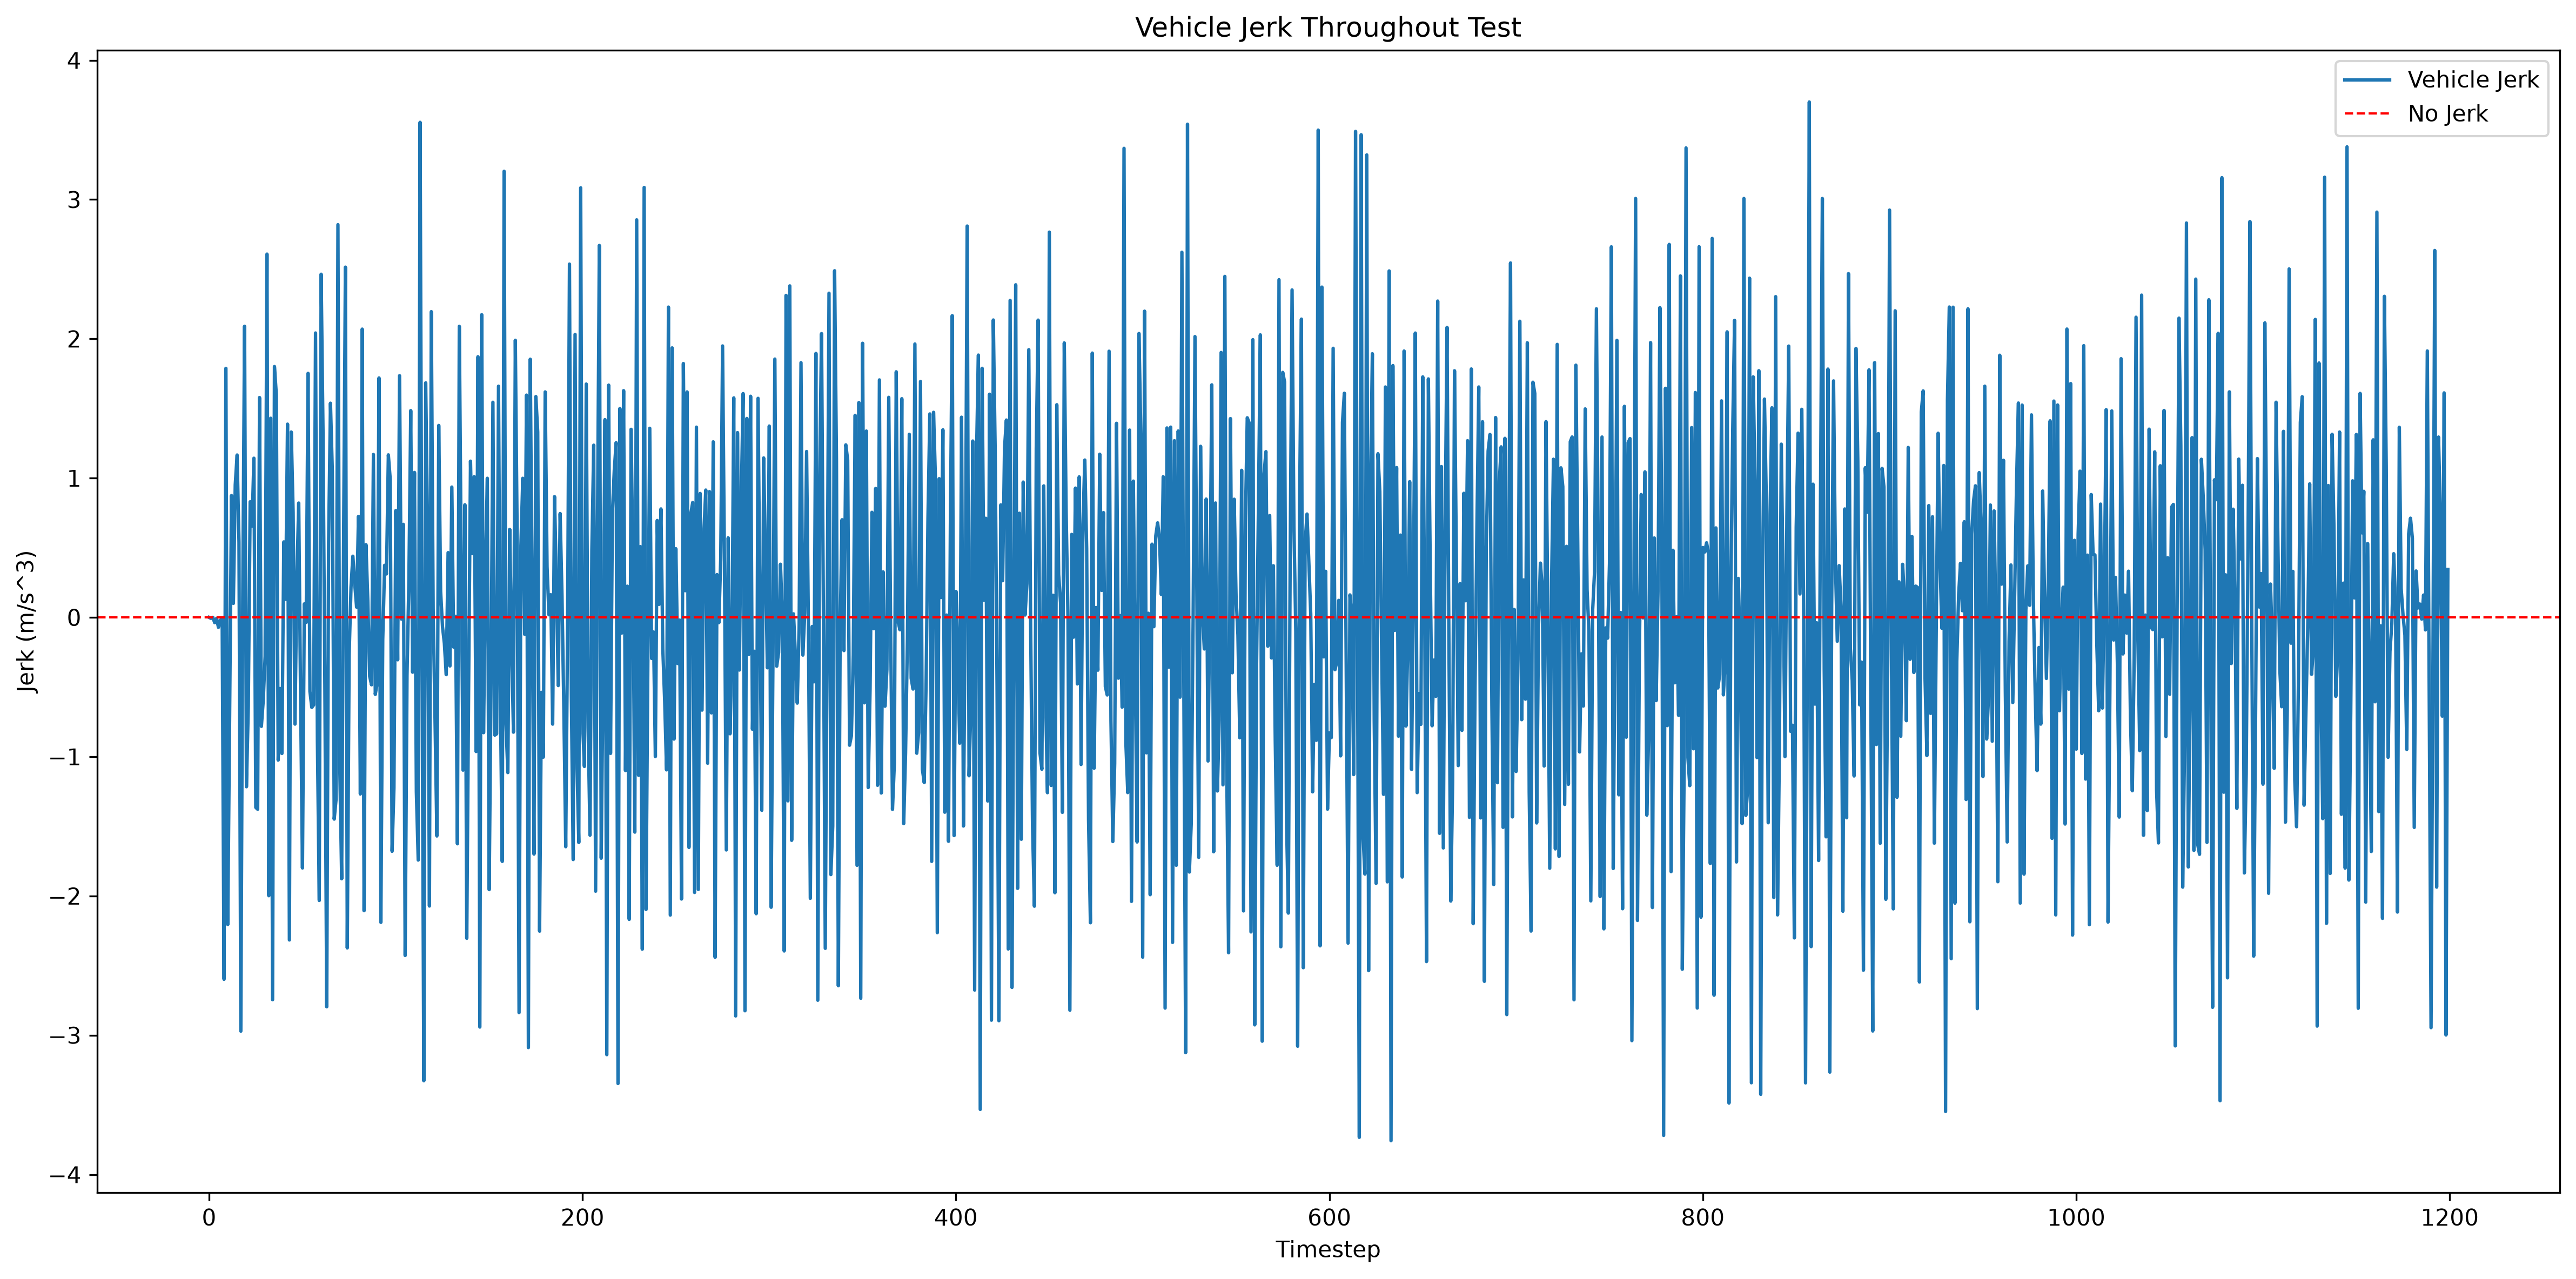 Vehicle Jerk Throughout Test
Vehicle Jerk
No Jerk
Jerk (m/s^3)
4
3
2
1
0
−1
−2
−3
−4
0 200 400 600 800 1000 1200
Timestep